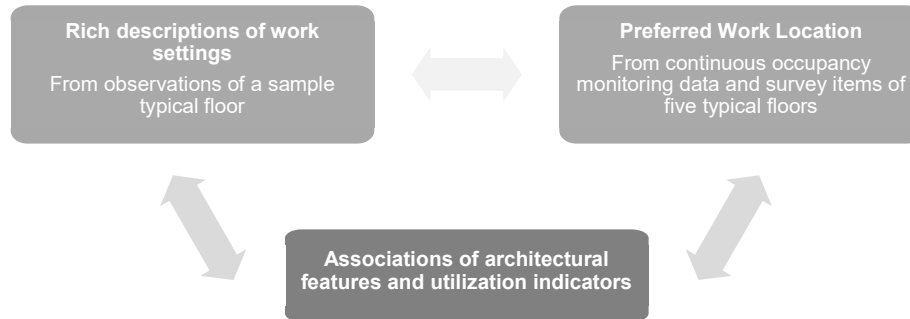 Rich descriptions of work
settings
From observations of a sample
typical floor
Preferred Work Location
From continuous occupancy
monitoring data and survey items of
five typical floors
Associations of architectural
features and utilization indicators